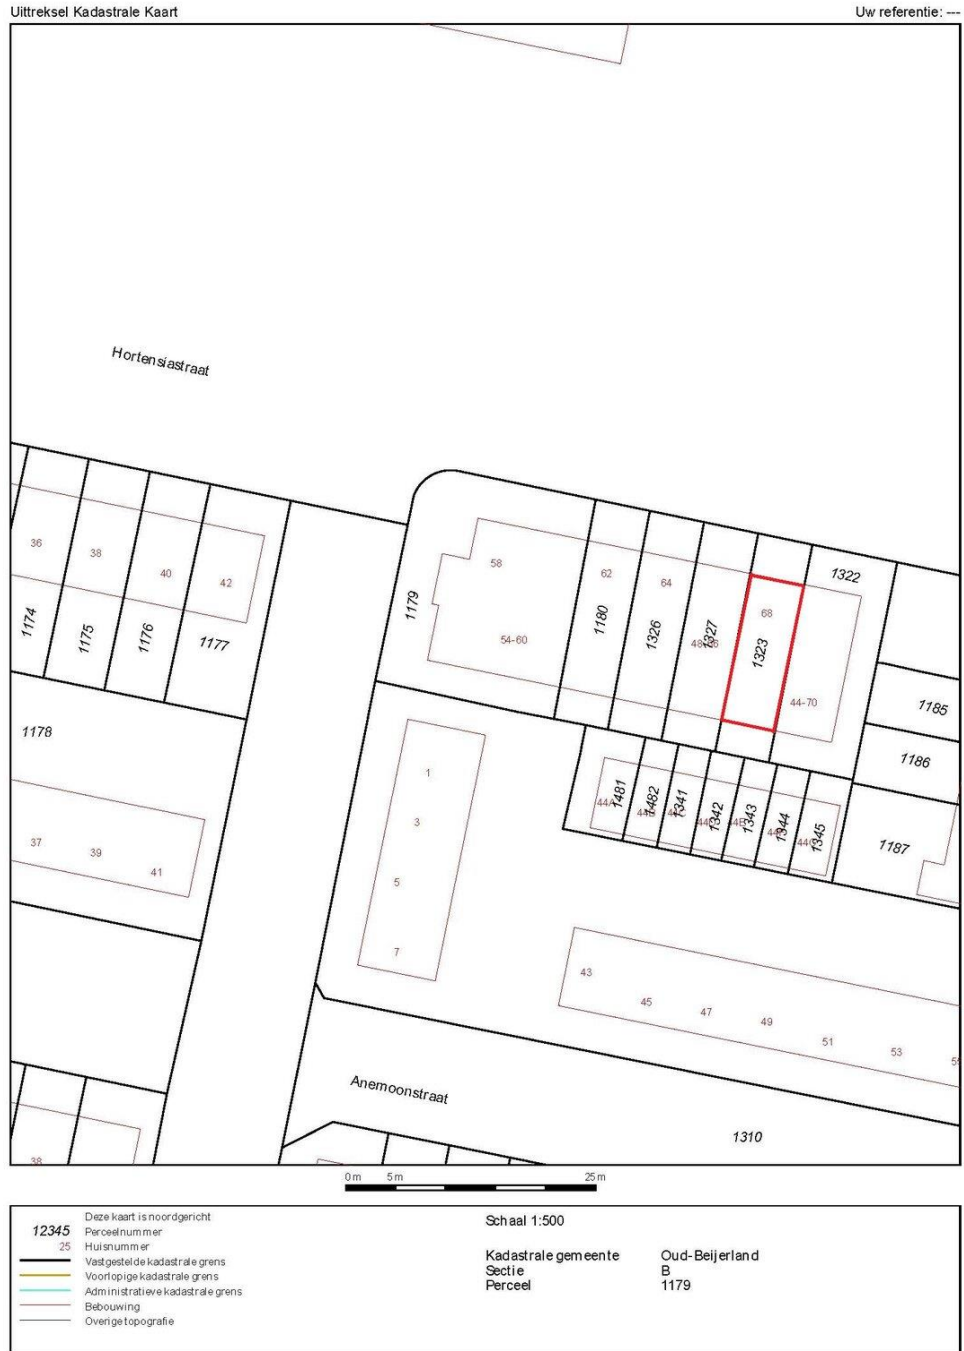 Uittreksel Kadastrale Kaart
Uw referentie: ---
Hortensiastraat
36
38
40
42
1174
1175
1176
1177
1178
37
39
41
1179
58
54-60
62
1180
64
1326
1327
68
1323
1322
44-70
1185
1186
1187
1
3
5
7
44A
1481
1482
1341
1342
1343
1344
1345
43
45
47
49
51
53
Anemoonstraat
1310
38
0 m 5 m 25 m
Deze kaart is noordgericht
12345 Perceelnummer
25 Huisnummer
Vastgestelde kadastrale grens
Voorlopige kadastrale grens
Administratieve kadastrale grens
Bebouwing
Overige topografie
Schaal 1:500
Kadastrale gemeente Oud-Beijerland
Sectie B
Perceel 1179